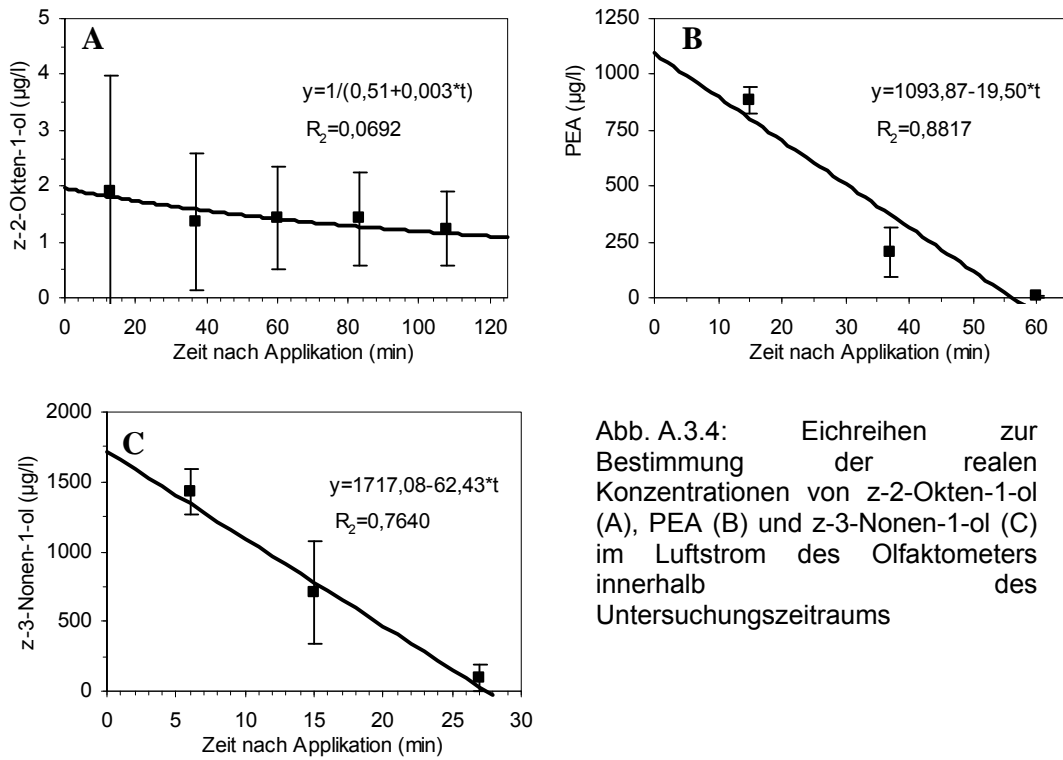 A
z-2-Okten-1-ol (µg/l)
5
4
3
2
1
0
y=1/(0,51+0,003*t)
R2=0,0692
0 20 40 60 80 100 120
Zeit nach Applikation (min)
B
PEA (µg/l)
1250
1000
750
500
250
0
y=1093,87-19,50*t
R2=0,8817
0 10 20 30 40 50 60
Zeit nach Applikation (min)
C
z-3-Nonen-1-ol (µg/l)
2000
1500
1000
500
0
y=1717,08-62,43*t
R2=0,7640
0 5 10 15 20 25 30
Zeit nach Applikation (min)
Abb. A.3.4: Eichreihen zur
Bestimmung der realen
Konzentrationen von z-2-Okten-1-ol
(A), PEA (B) und z-3-Nonen-1-ol (C)
im Luftstrom des Olfaktometers
innerhalb des
Untersuchungszeitraums